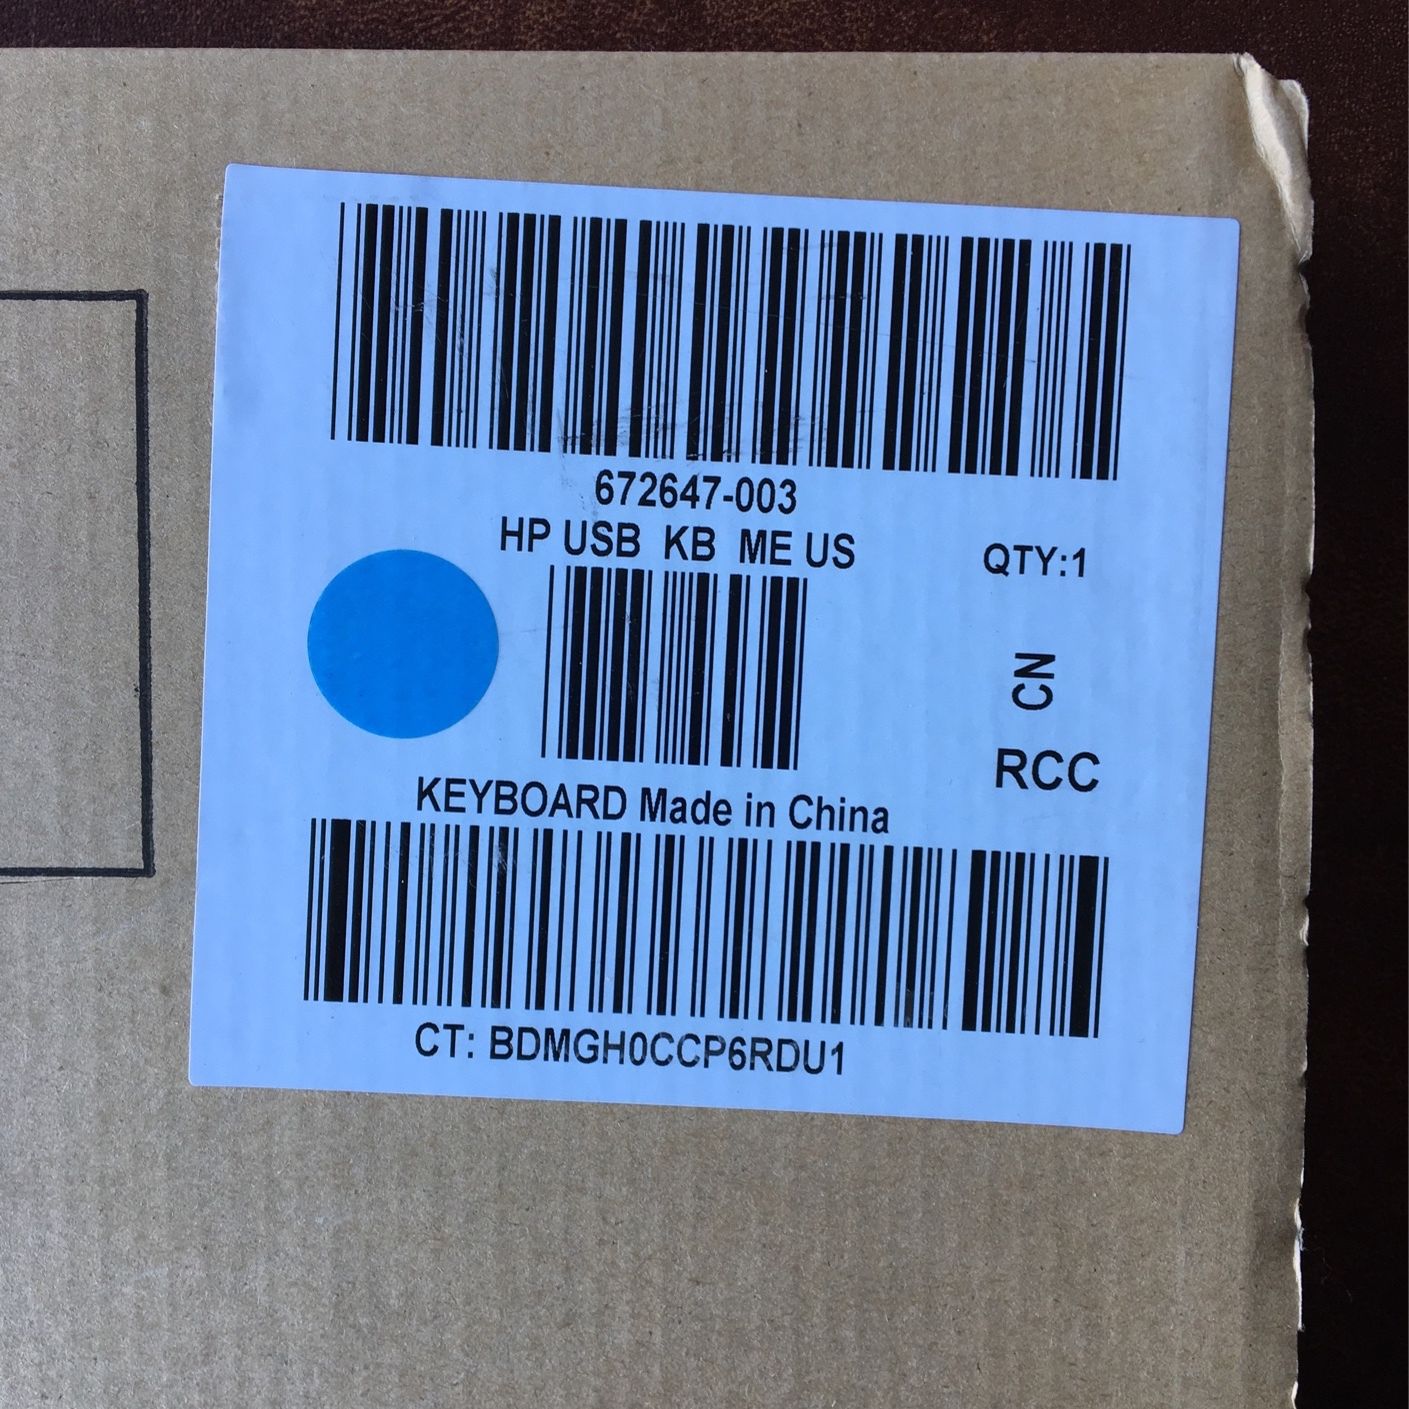 672647-003
HP USB KB ME US
QTY:1
CN
RCC
KEYBOARD Made in China
CT: BDMGH0CCP6RDU1